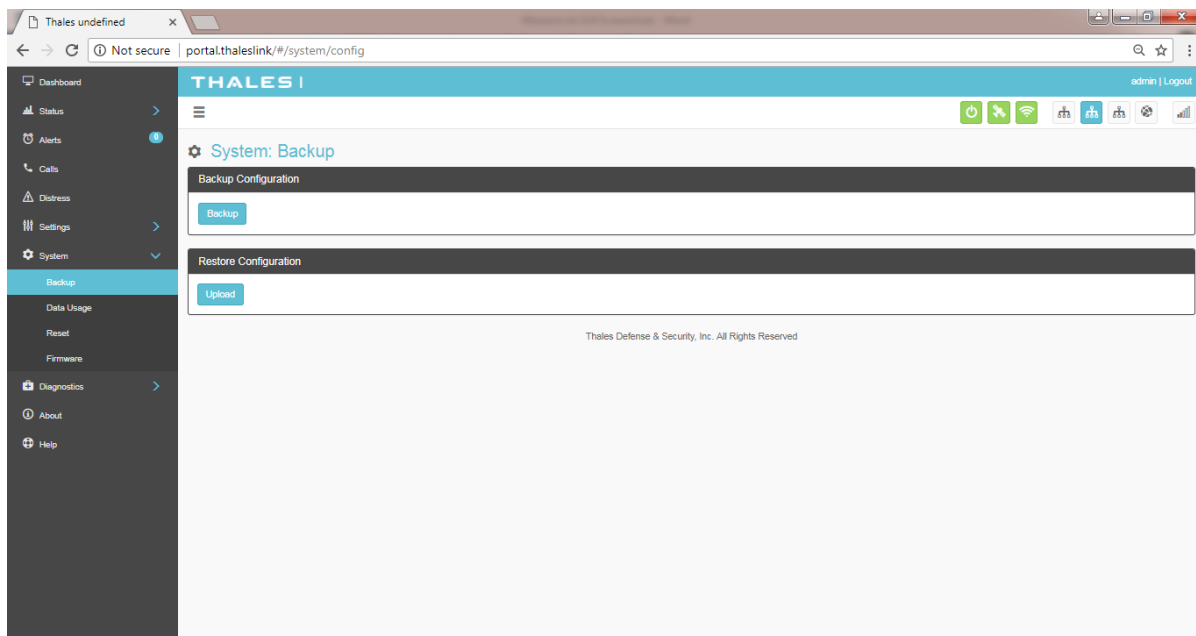 Thales undefined
Not secure | portal.thaleslink/#/system/config
THALES
admin | Logout
Dashboard
Status
Alerts 0
Calls
Distress
Settings
System
Backup
Data Usage
Reset
Firmware
Diagnostics
About
Help
System: Backup
Backup Configuration
Backup
Restore Configuration
Upload
Thales Defense & Security, Inc. All Rights Reserved